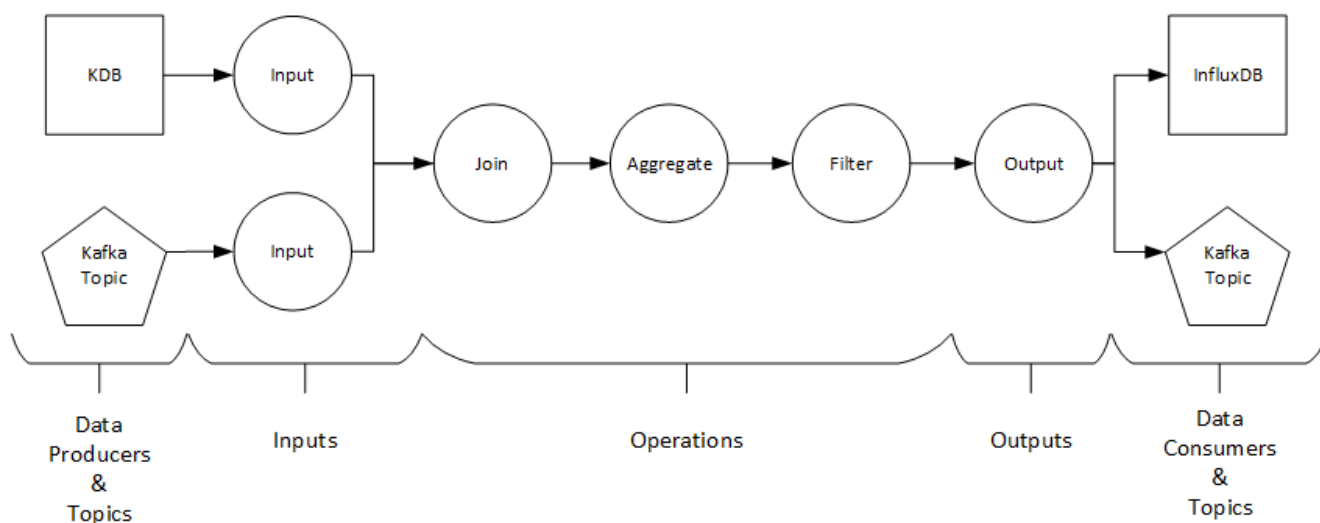 KDB
Input
InfluxDB
Join
Aggregate
Filter
Output
Kafka
Topic
Input
Kafka
Topic
Data
Producers
&
Topics
Inputs
Operations
Outputs
Data
Consumers
&
Topics